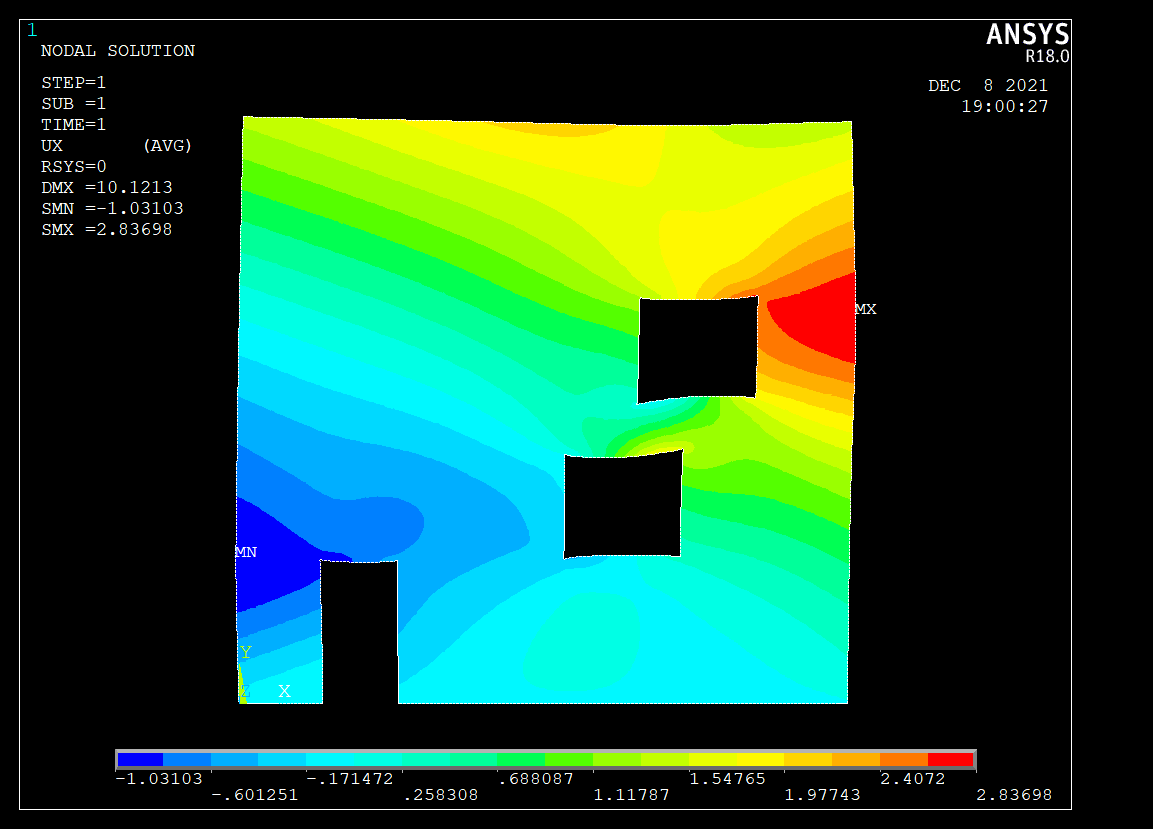 1
ANSYS
R18.0
NODAL SOLUTION
STEP=1
SUB =1
TIME=1
UX (AVG)
RSYS=0
DMX =10.1213
SMN =-1.03103
SMX =2.83698
DEC 8 2021
19:00:27
MX
MN
Y
Z X
-1.03103 -.171472 .688087 1.54765 2.4072
-.601251 .258308 1.11787 1.97743 2.83698